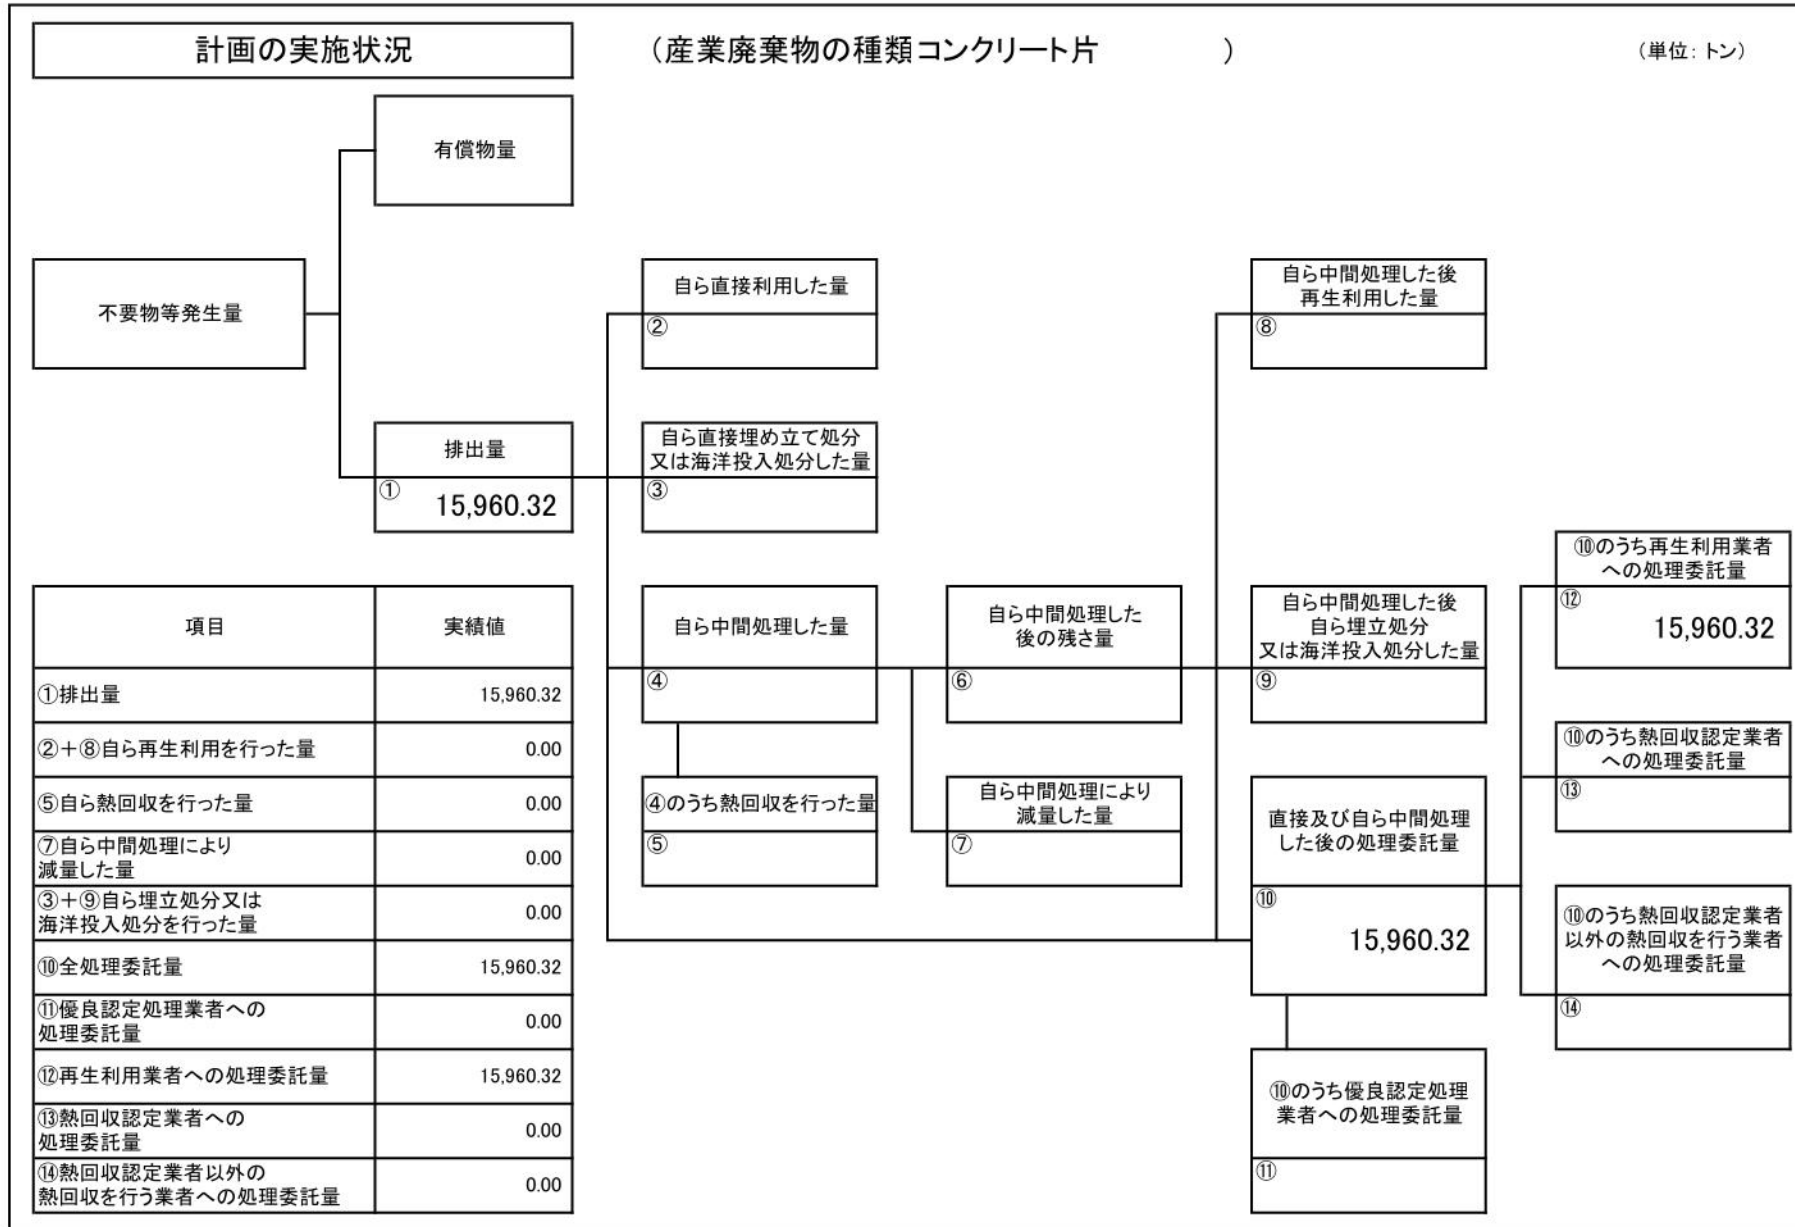 計画の実施状況
（産業廃棄物の種類コンクリート片　　　　　）
（単位：トン）
有償物量
不要物等発生量
自ら直接利用した量
②
自ら中間処理した後
再生利用した量
⑧
排出量
①
15,960.32
自ら直接埋め立て処分
又は海洋投入処分した量
③
⑩のうち再生利用業者
への処理委託量
⑫
15,960.32
自ら中間処理した量
④
自ら中間処理した
後の残さ量
⑥
自ら中間処理した後
自ら埋立処分
又は海洋投入処分した量
⑨
⑩のうち熱回収認定業者
への処理委託量
⑬
④のうち熱回収を行った量
⑤
自ら中間処理により
減量した量
⑦
直接及び自ら中間処理
した後の処理委託量
⑩
15,960.32
⑩のうち熱回収認定業者
以外の熱回収を行う業者
への処理委託量
⑭
⑩のうち優良認定処理
業者への処理委託量
⑪
項目 実績値
①排出量 15,960.32
②＋⑧自ら再生利用を行った量 0.00
⑤自ら熱回収を行った量 0.00
⑦自ら中間処理により
減量した量 0.00
③＋⑨自ら埋立処分又は
海洋投入処分を行った量 0.00
⑩全処理委託量 15,960.32
⑪優良認定処理業者への
処理委託量 0.00
⑫再生利用業者への処理委託量 15,960.32
⑬熱回収認定業者への
処理委託量 0.00
⑭熱回収認定業者以外の
熱回収を行う業者への処理委託量 0.00